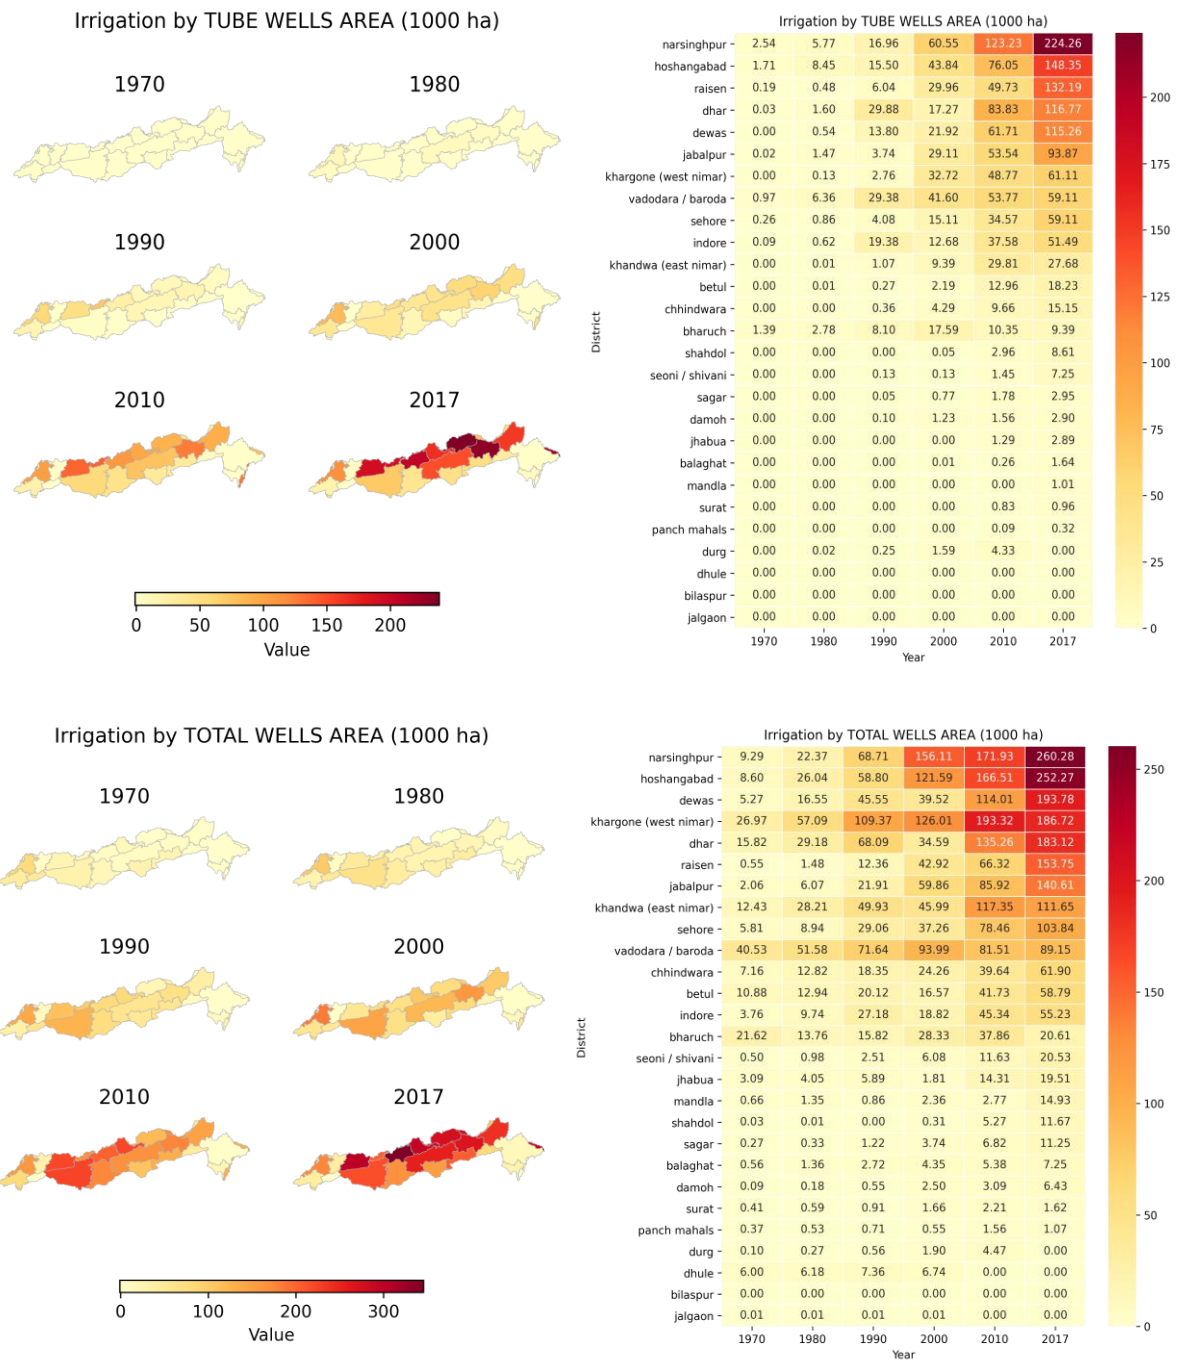 Irrigation by TUBE WELLS AREA (1000 ha)
1970
1980
1990
2000
2010
2017
0 50 100 150 200
Value
Irrigation by TUBE WELLS AREA (1000 ha)
District
narsinghpur 2.54 5.77 16.96 60.55 123.23 224.26
hoshangabad 1.71 8.45 15.50 43.84 76.05 148.35
raisen 0.19 0.48 6.04 29.96 49.73 132.19
dhar 0.03 1.60 29.88 17.27 83.83 116.77
dewas 0.00 0.54 13.80 21.92 61.71 115.26
jabalpur 0.02 1.47 3.74 29.11 53.54 93.87
khargone (west nimar) 0.00 0.13 2.76 32.72 48.77 61.11
vadodara / baroda 0.97 6.36 29.38 41.60 53.77 59.11
sehore 0.26 0.86 4.08 15.11 34.57 59.11
indore 0.09 0.62 19.38 12.68 37.58 51.49
khandwa (east nimar) 0.00 0.01 1.07 9.39 29.81 27.68
betul 0.00 0.01 0.27 2.19 12.96 18.23
chhindwara 0.00 0.00 0.36 4.29 9.66 15.15
bharuch 1.39 2.78 8.10 17.59 10.35 9.39
shahdol 0.00 0.00 0.00 0.05 2.96 8.61
seoni / shivani 0.00 0.00 0.13 0.13 1.45 7.25
sagar 0.00 0.00 0.05 0.77 1.78 2.95
damoh 0.00 0.00 0.10 1.23 1.56 2.90
jhabua 0.00 0.00 0.00 0.00 1.29 2.89
balaghat 0.00 0.00 0.00 0.01 0.26 1.64
mandla 0.00 0.00 0.00 0.00 0.00 1.01
surat 0.00 0.00 0.00 0.00 0.83 0.96
panch mahals 0.00 0.00 0.00 0.00 0.09 0.32
durg 0.00 0.02 0.25 1.59 4.33 0.00
dhule 0.00 0.00 0.00 0.00 0.00 0.00
bilaspur 0.00 0.00 0.00 0.00 0.00 0.00
jalgaon 0.00 0.00 0.00 0.00 0.00 0.00
1970 1980 1990 2000 2010 2017
Year
200
175
150
125
100
75
50
25
0
Irrigation by TOTAL WELLS AREA (1000 ha)
1970
1980
1990
2000
2010
2017
0 100 200 300
Value
Irrigation by TOTAL WELLS AREA (1000 ha)
District
narsinghpur 9.29 22.37 68.71 156.11 171.93 260.28
hoshangabad 8.60 26.04 58.80 121.59 166.51 252.27
dewas 5.27 16.55 45.55 39.52 114.01 193.78
khargone (west nimar) 26.97 57.09 109.37 126.01 193.32 186.72
dhar 15.82 29.18 68.09 34.59 135.26 183.12
raisen 0.55 1.48 12.36 42.92 66.32 153.75
jabalpur 2.06 6.07 21.91 59.86 85.92 140.61
khandwa (east nimar) 12.43 28.21 49.93 45.99 117.35 111.65
sehore 5.81 8.94 29.06 37.26 78.46 103.84
vadodara / baroda 40.53 51.58 71.64 93.99 81.51 89.15
chhindwara 7.16 12.82 18.35 24.26 39.64 61.90
betul 10.88 12.94 20.12 16.57 41.73 58.79
indore 3.76 9.74 27.18 18.82 45.34 55.23
bharuch 21.62 13.76 15.82 28.33 37.86 20.61
seoni / shivani 0.50 0.98 2.51 6.08 11.63 20.53
jhabua 3.09 4.05 5.89 1.81 14.31 19.51
mandla 0.66 1.35 0.86 2.36 2.77 14.93
shahdol 0.03 0.01 0.00 0.31 5.27 11.67
sagar 0.27 0.33 1.22 3.74 6.82 11.25
balaghat 0.56 1.36 2.72 4.35 5.38 7.25
damoh 0.09 0.18 0.55 2.50 3.09 6.43
surat 0.41 0.59 0.91 1.66 2.21 1.62
panch mahals 0.37 0.53 0.71 0.55 1.56 1.07
durg 0.10 0.27 0.56 1.90 4.47 0.00
dhule 6.00 6.18 7.36 6.74 0.00 0.00
bilaspur 0.00 0.00 0.00 0.00 0.00 0.00
jalgaon 0.01 0.01 0.01 0.01 0.00 0.00
1970 1980 1990 2000 2010 2017
Year
250
200
150
100
50
0